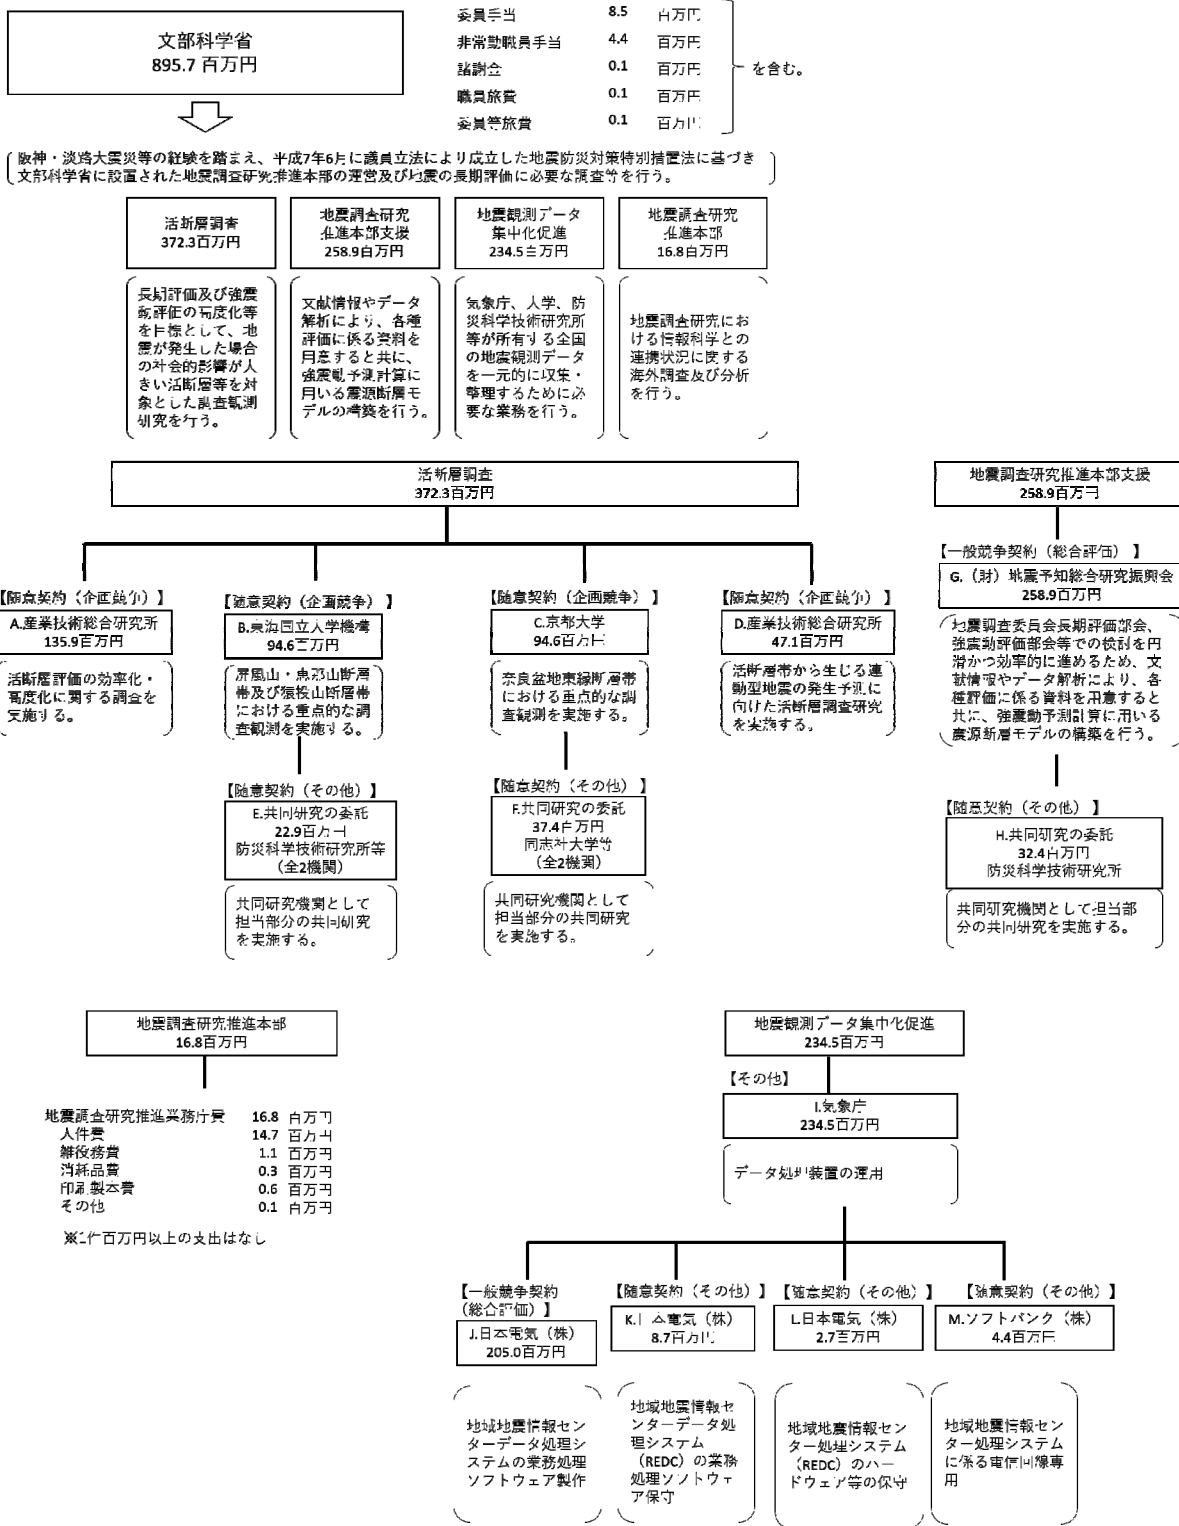 文部科学省
895.7 百万円
委員手当 8.5 百万円
非常勤職員手当 4.4 百万円
諸謝金 0.1 百万円
職員旅費 0.1 百万円
委員等旅費 0.1 百万円
を含む。
阪神・淡路大震災等の経験を踏まえ、平成7年6月に議員立法により成立した地震防災対策特別措置法に基づき
文部科学省に設置された地震調査研究推進本部の運営及び地震の長期評価に必要な調査等を行う。
活断層調査
372.3百万円
長期評価及び強震
動評価の高度化等
を目標として、地
震が発生した場合
の社会的影響が大
きい活断層等を対
象とした調査観測
研究を行う。
地震調査研究
推進本部支援
258.9百万円
文献情報やデータ
解析により、各種
評価に係る資料を
用意すると共に、
強震動予測計算に
用いる震源断層モ
デルの構築を行う。
地震観測データ
集中化促進
234.5百万円
気象庁、大学、防
災科学技術研究所
等が所有する全国
の地震観測データ
を一元的に収集・
整理するために必
要な業務を行う。
地震調査研究
推進本部
16.8百万円
地震調査研究にお
ける情報科学との
連携状況に関する
海外調査及び分析
を行う。
活断層調査
372.3百万円
【随意契約（企画競争）】
A.産業技術総合研究所
135.9百万円
活断層評価の効率化・
高度化に関する調査を
実施する。
【随意契約（企画競争）】
B.東海国立大学機構
94.6百万円
屏風山・恵那山断層
帯及び猿投山断層帯
における重点的な調
査観測を実施する。
【随意契約（その他）】
E.共同研究の委託
22.9百万円
防災科学技術研究所等
（全2機関）
共同研究機関として
担当部分の共同研究
を実施する。
【随意契約（企画競争）】
C.京都大学
94.6百万円
奈良盆地東縁断層帯
における重点的な調
査観測を実施する。
【随意契約（その他）】
F.共同研究の委託
37.4百万円
同志社大学等
（全2機関）
共同研究機関として
担当部分の共同研究
を実施する。
【随意契約（企画競争）】
D.産業技術総合研究所
47.1百万円
活断層帯から生じる連
動型地震の発生予測に
向けた活断層調査研究
を実施する。
地震調査研究推進本部支援
258.9百万円
【一般競争契約（総合評価）】
G.（財）地震予知総合研究振興会
258.9百万円
地震調査委員会長期評価部会、
強震動評価部会等での検討を円
滑かつ効率的に進めるため、文
献情報やデータ解析により、各
種評価に係る資料を用意すると
共に、強震動予測計算に用いる
震源断層モデルの構築を行う。
【随意契約（その他）】
H.共同研究の委託
32.4百万円
防災科学技術研究所
共同研究機関として担当部
分の共同研究を実施する。
地震調査研究推進本部
16.8百万円
地震調査研究推進業務庁費 16.8 百万円
人件費 14.7 百万円
雑役務費 1.1 百万円
消耗品費 0.3 百万円
印刷製本費 0.6 百万円
その他 0.1 百万円
※1件百万円以上の支出はなし
地震観測データ集中化促進
234.5百万円
【その他】
I.気象庁
234.5百万円
データ処理装置の運用
【一般競争契約
（総合評価）】
J.日本電気（株）
205.0百万円
地域地震情報セン
ターデータ処理シ
ステムの業務処理
ソフトウェア製作
【随意契約（その他）】
K.日本電気（株）
8.7百万円
地域地震情報セ
ンターデータ処
理システム
（REDC）の業務
処理ソフトウェ
ア保守
【随意契約（その他）】
L.日本電気（株）
2.7百万円
地域地震情報セン
ター処理システム
（REDC）のハー
ドウェア等の保守
【随意契約（その他）】
M.ソフトバンク（株）
4.4百万円
地域地震情報セン
ター処理システム
に係る電信回線専
用